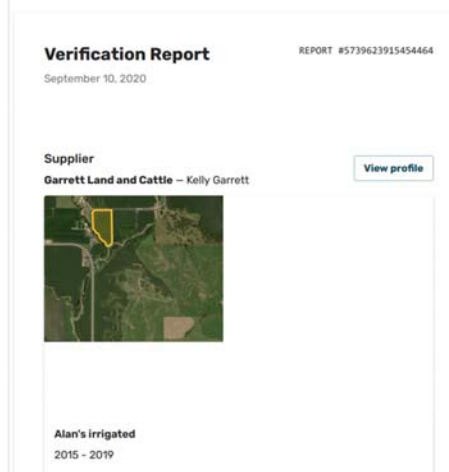 Verification Report
REPORT #5739623915454464
September 10, 2020
Supplier
Garrett Land and Cattle – Kelly Garrett
View profile
Alan's irrigated
2015 - 2019